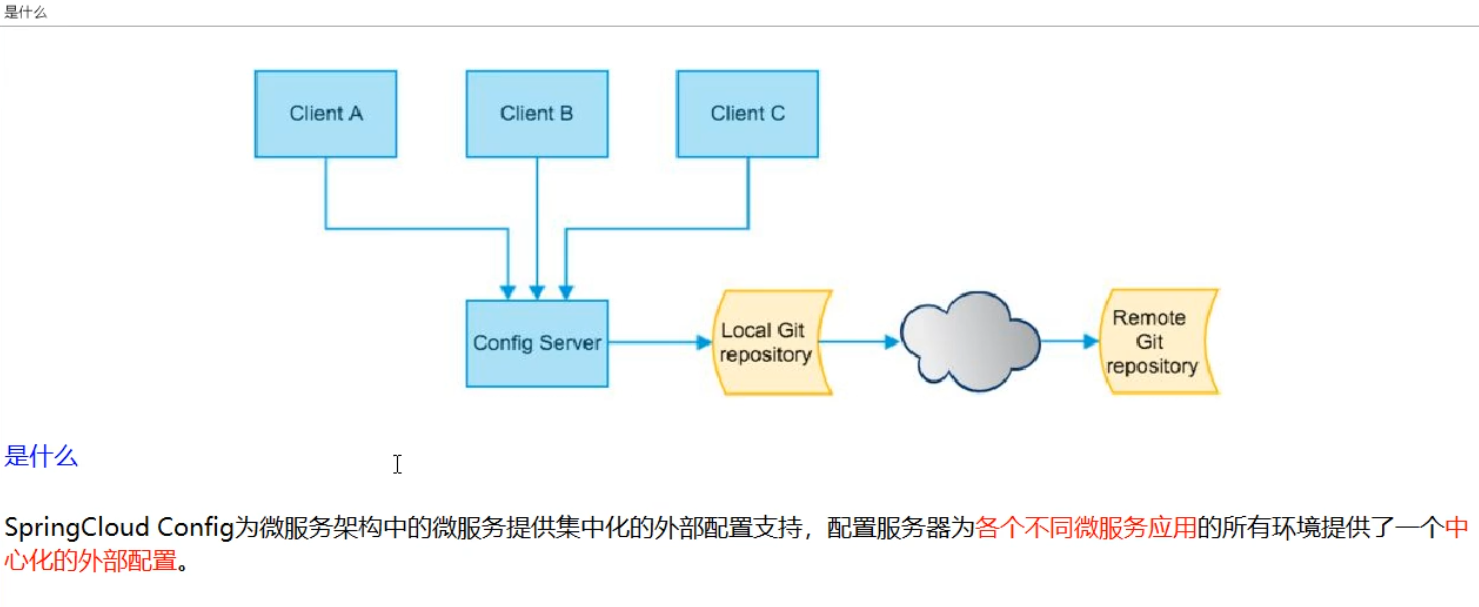 是什么
Client A
Client B
Client C
Config Server
Local Git
repository
Remote
Git
repository
是什么
SpringCloud Config为微服务架构中的微服务提供集中化的外部配置支持，配置服务器为各个不同微服务应用的所有环境提供了一个中
心化的外部配置。